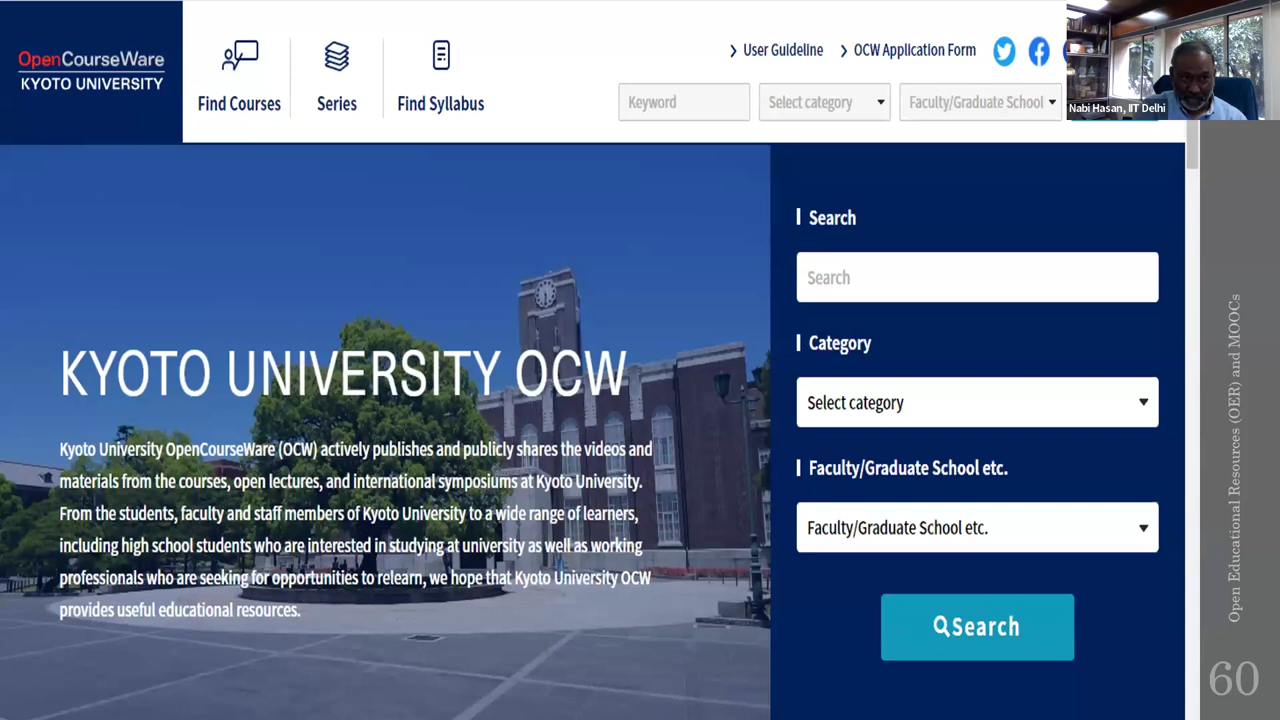 OpenCourseWare
KYOTO UNIVERSITY
Find Courses
Series
Find Syllabus
User Guideline
OCW Application Form
Keyword
Select category
Faculty/Graduate School
Nabi Hasan, IIT Delhi
KYOTO UNIVERSITY OCW
Kyoto University OpenCourseWare (OCW) actively publishes and publicly shares the videos and
materials from the courses, open lectures, and international symposiums at Kyoto University.
From the students, faculty and staff members of Kyoto University to a wide range of learners,
including high school students who are interested in studying at university as well as working
professionals who are seeking for opportunities to relearn, we hope that Kyoto University OCW
provides useful educational resources.
Search
Search
Category
Select category
Faculty/Graduate School etc.
Faculty/Graduate School etc.
Search
Open Educational Resources (OER) and MOOCs
60